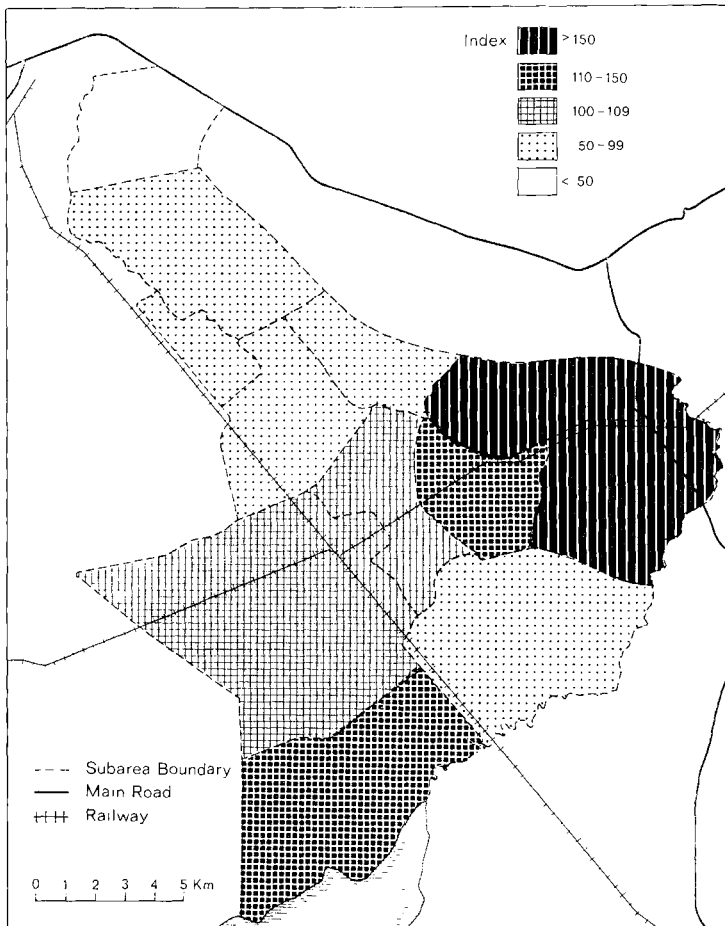 Index >150
110-150
100-109
50-99
< 50
Subarea Boundary
Main Road
Railway
0 1 2 3 4 5 Km